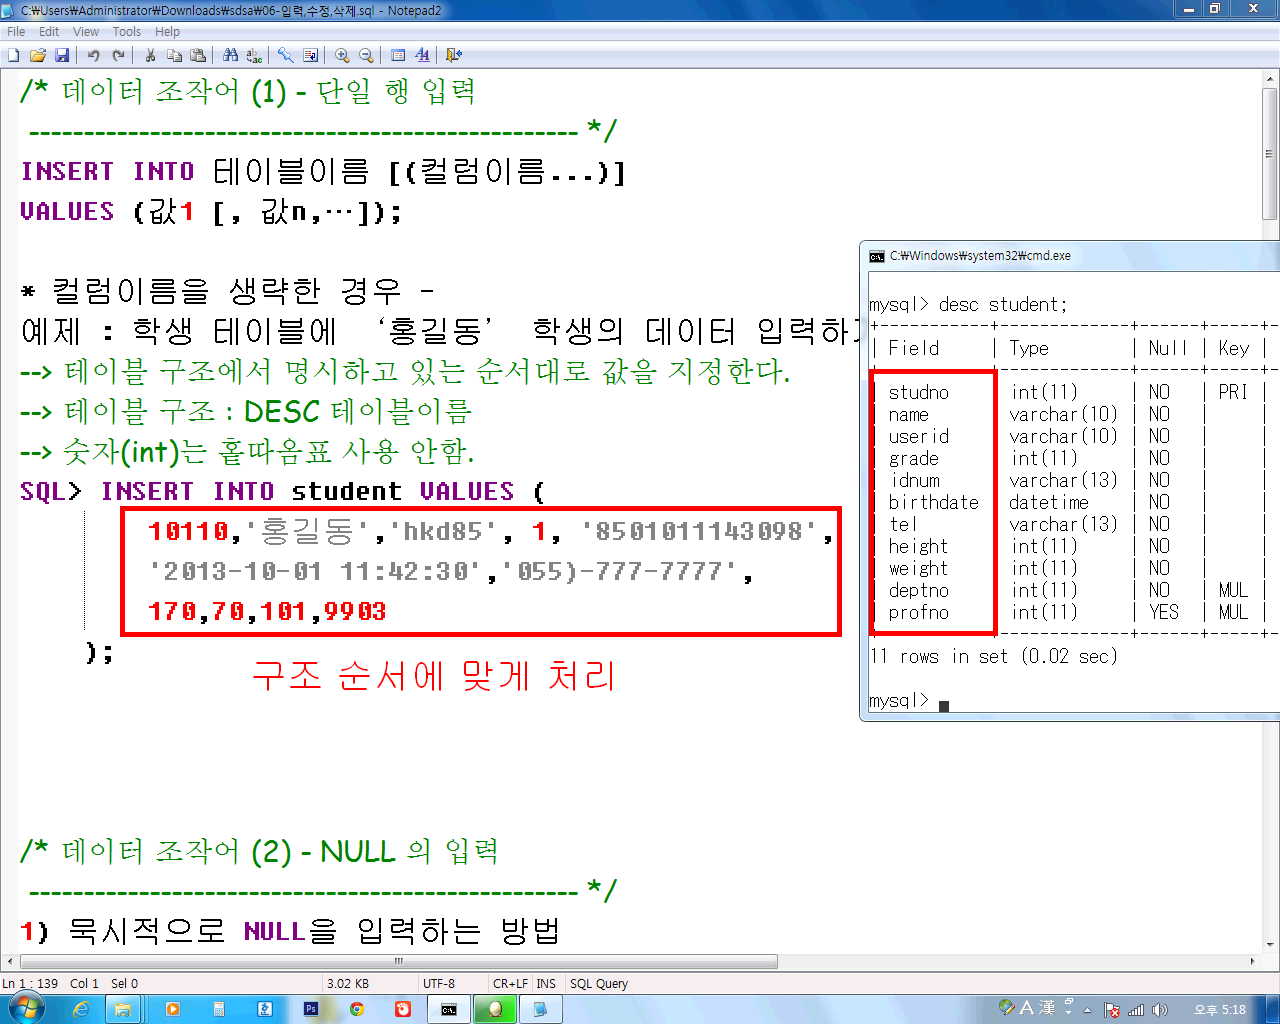 C:₩Users₩Administrator₩Downloads₩sdsa₩06-입력,수정,삭제.sql - Notepad2
File Edit View Tools Help
/* 데이터 조작어 (1) - 단일 행 입력
-------------------------------------------------- */
INSERT INTO 테이블이름 [(컬럼이름...)]
VALUES (값1 [, 값n,…]);
* 컬럼이름을 생략한 경우 -
예제 : 학생 테이블에 ‘홍길동’ 학생의 데이터 입력하
--> 테이블 구조에서 명시하고 있는 순서대로 값을 지정한다.
--> 테이블 구조 : DESC 테이블이름
--> 숫자(int)는 홑따옴표 사용 안함.
SQL> INSERT INTO student VALUES (
10110,'홍길동','hkd85', 1, '8501011143098',
'2013-10-01 11:42:30','055)-777-7777',
170,70,101,9903
);
구조 순서에 맞게 처리
/* 데이터 조작어 (2) - NULL 의 입력
-------------------------------------------------- */
1) 묵시적으로 NULL을 입력하는 방법
C:₩Windows₩system32₩cmd.exe
mysql> desc student;
+------------+-------------+------+-----+
| Field | Type | Null | Key |
+------------+-------------+------+-----+
| studno | int(11) | NO | PRI |
| name | varchar(10) | NO | |
| userid | varchar(10) | NO | |
| grade | int(11) | NO | |
| idnum | varchar(13) | NO | |
| birthdate | datetime | NO | |
| tel | varchar(13) | NO | |
| height | int(11) | NO | |
| weight | int(11) | NO | |
| deptno | int(11) | NO | MUL |
| profno | int(11) | YES | MUL |
+------------+-------------+------+-----+
11 rows in set (0.02 sec)
mysql>
Ln 1 : 139 Col 1 Sel 0 3.02 KB UTF-8 CR+LF INS SQL Query
A 漢 오후 5:18